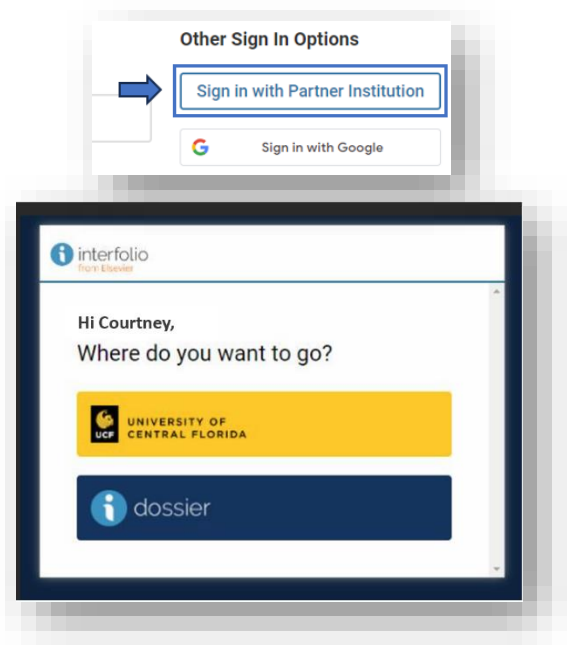 Other Sign In Options
Sign in with Partner Institution
Sign in with Google
interfolio
from Elsevier
Hi Courtney,
Where do you want to go?
UCF
UNIVERSITY OF
CENTRAL FLORIDA
dossier